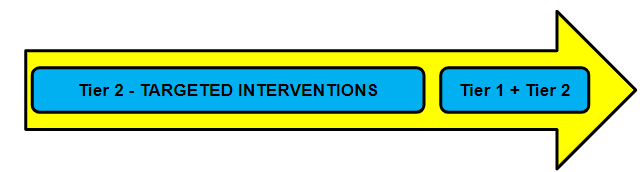 Tier 2 - TARGETED INTERVENTIONS
Tier 1 + Tier 2